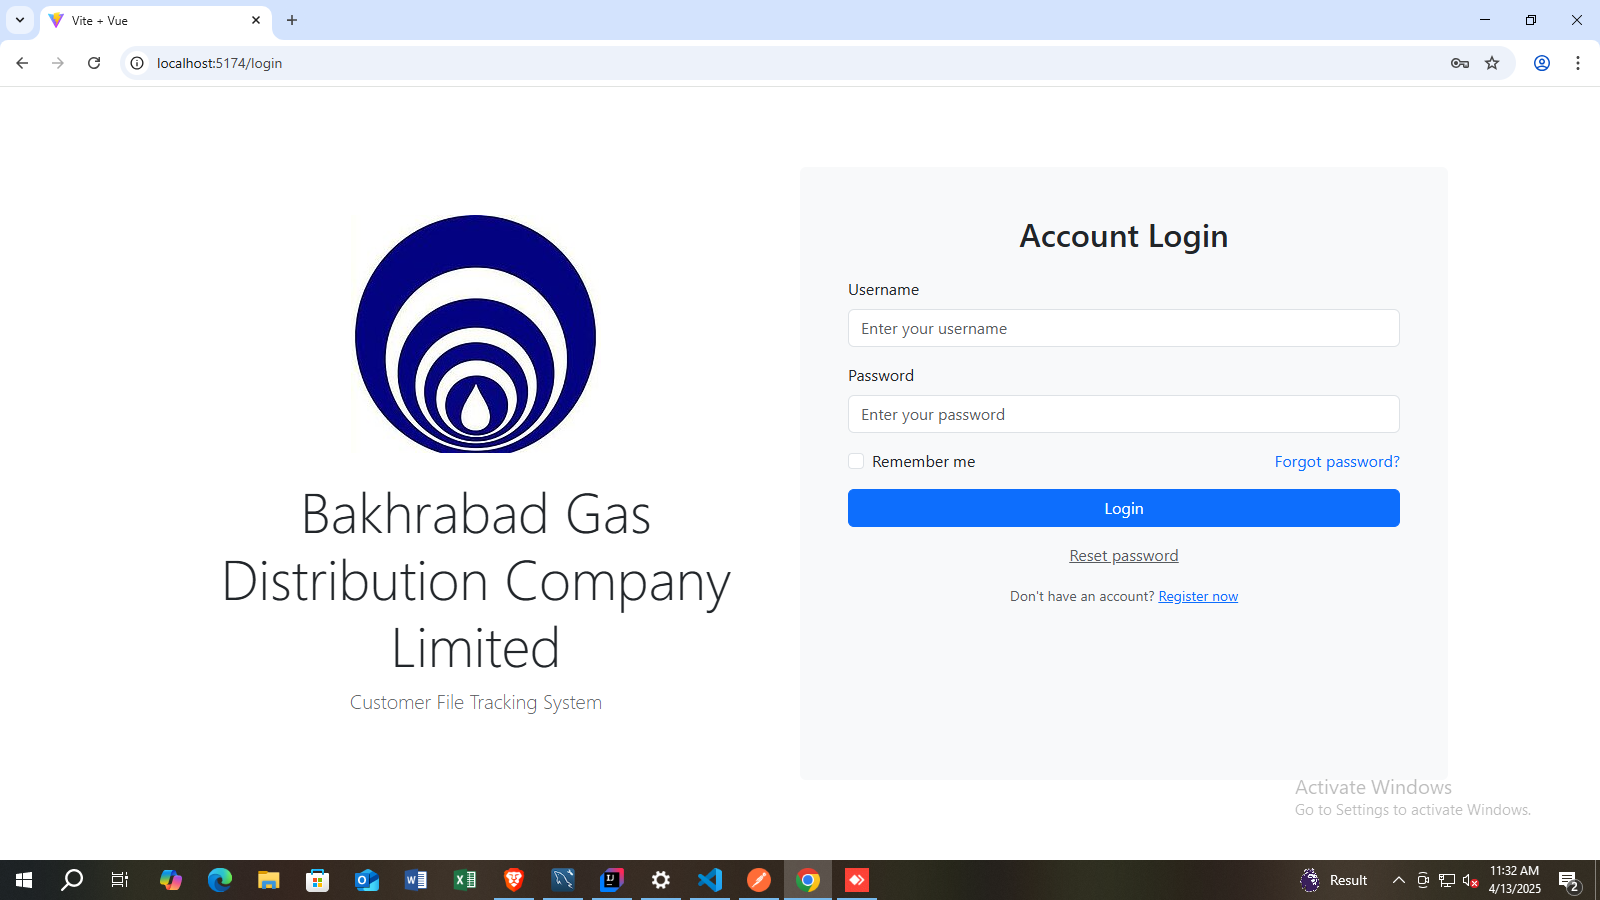 Vite + Vue
localhost:5174/login
Bakhrabad Gas
Distribution Company
Limited
Customer File Tracking System
Account Login
Username
Enter your username
Password
Enter your password
Remember me
Forgot password?
Login
Reset password
Don't have an account? Register now
Activate Windows
Go to Settings to activate Windows.
Result
11:32 AM
4/13/2025
2